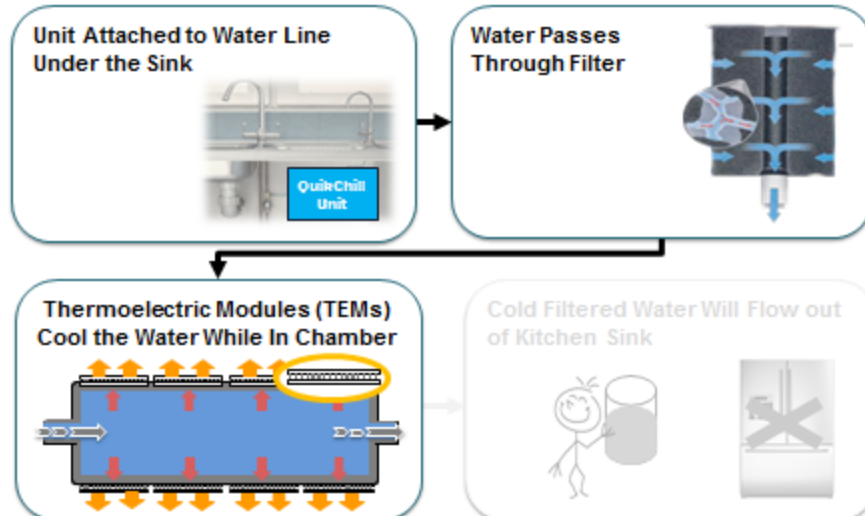 Unit Attached to Water Line
Under the Sink
QuikChill
Unit
Water Passes
Through Filter
Thermoelectric Modules (TEMs)
Cool the Water While In Chamber
Cold Filtered Water Will Flow out
of Kitchen Sink